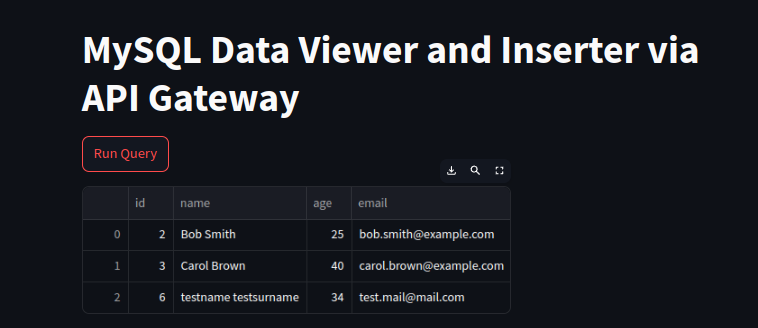 MySQL Data Viewer and Inserter via
API Gateway
Run Query
id name age email
0 2 Bob Smith 25 bob.smith@example.com
1 3 Carol Brown 40 carol.brown@example.com
2 6 testname testsurname 34 test.mail@mail.com